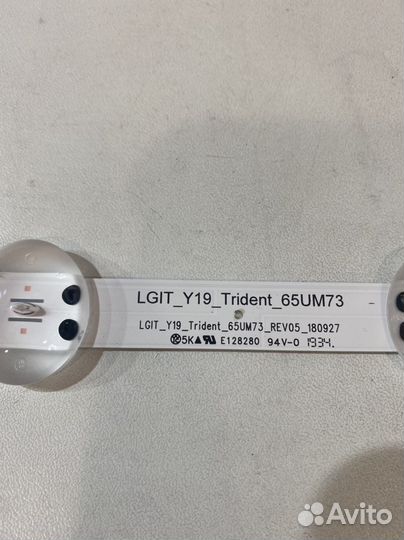 LGIT_Y19_Trident_65UM73
LGIT_Y19_Trident_65UM73_REV05_180927
5K E128280 94V-0 1934.
Avito